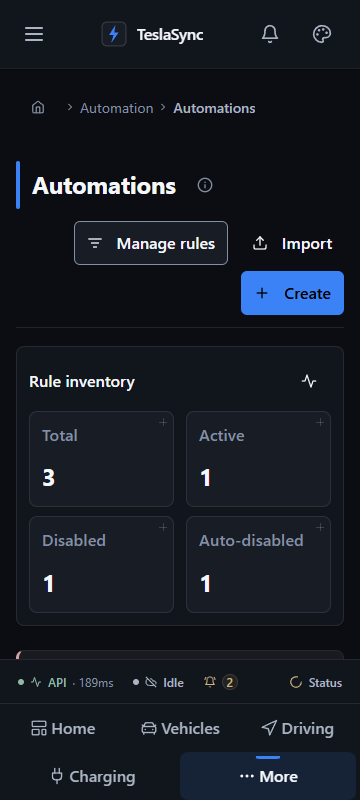 TeslaSync
Automation Automations
Automations
Manage rules Import
Create
Rule inventory
Total Active
3 1
Disabled Auto-disabled
1 1
API · 189ms Idle 2 Status
Home Vehicles Driving
Charging More